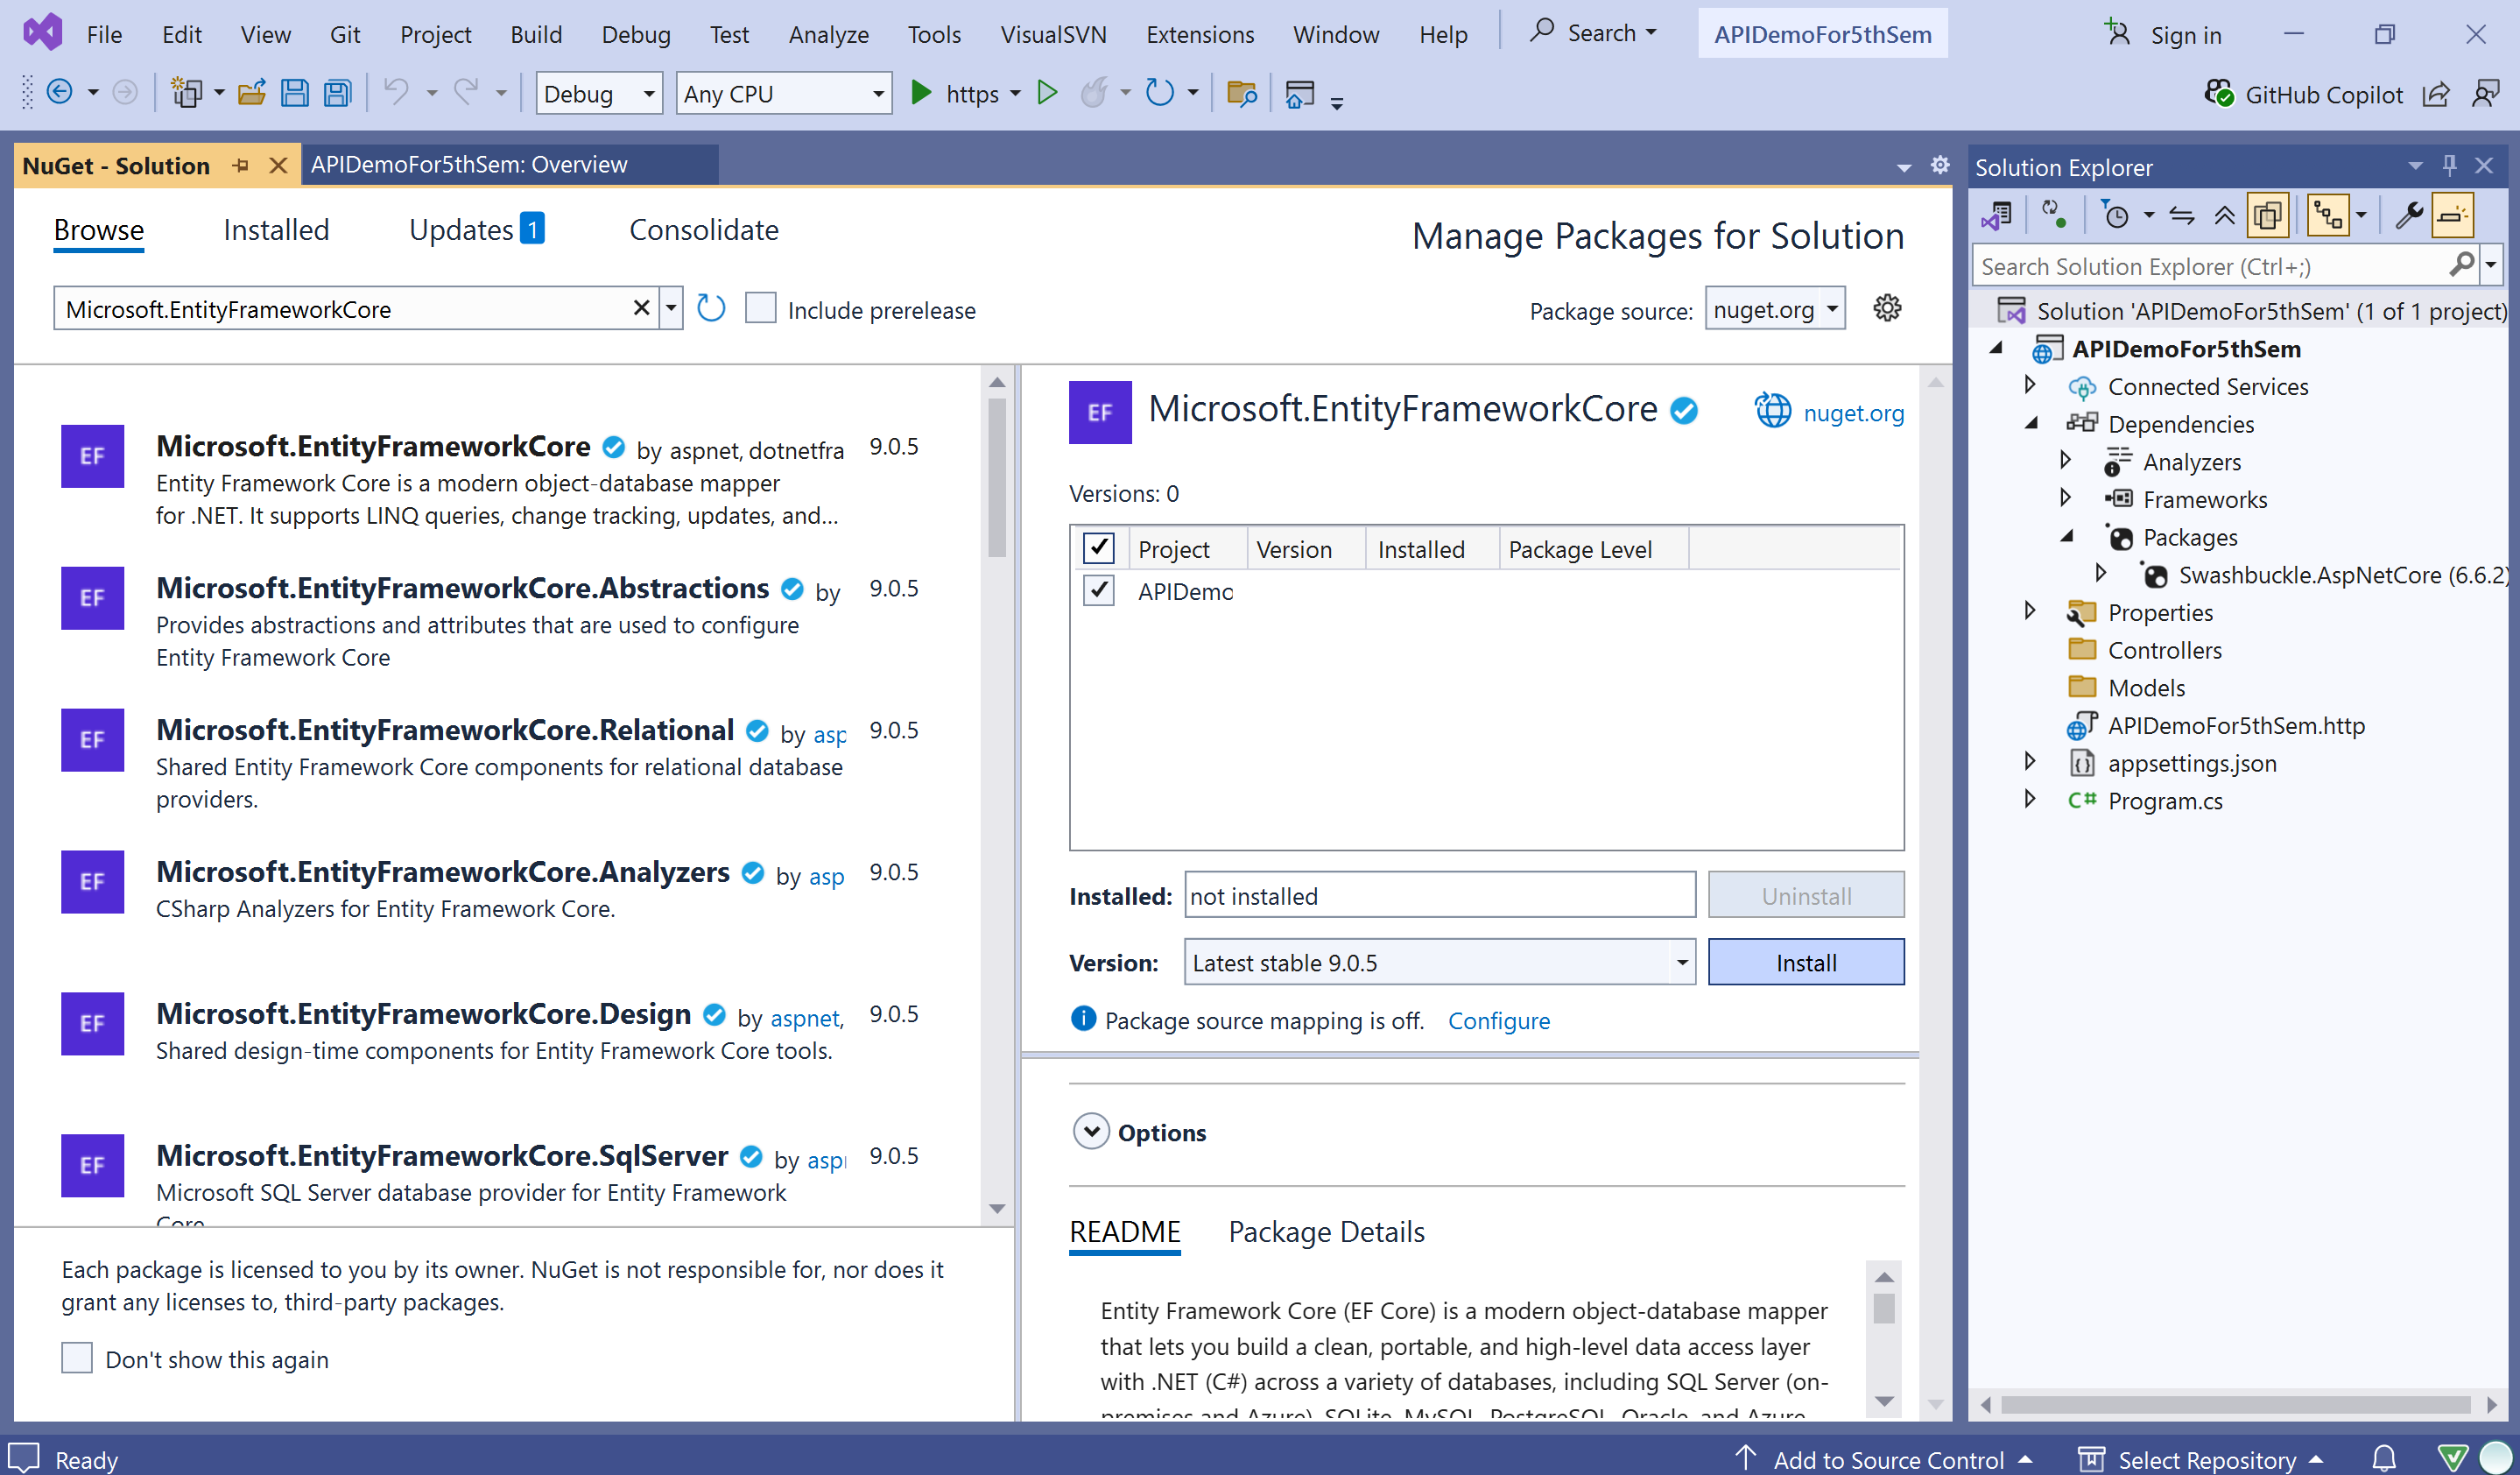 File Edit View Git Project Build Debug Test Analyze Tools VisualSVN Extensions Window Help Search APIDemoFor5thSem Sign in
Debug Any CPU https GitHub Copilot
NuGet - Solution APIDemoFor5thSem: Overview
Browse Installed Updates 1 Consolidate
Manage Packages for Solution
Microsoft.EntityFrameworkCore Include prerelease
Package source: nuget.org
EF Microsoft.EntityFrameworkCore by aspnet, dotnetfra 9.0.5
Entity Framework Core is a modern object-database mapper
for .NET. It supports LINQ queries, change tracking, updates, and...
EF Microsoft.EntityFrameworkCore.Abstractions by 9.0.5
Provides abstractions and attributes that are used to configure
Entity Framework Core
EF Microsoft.EntityFrameworkCore.Relational by asp 9.0.5
Shared Entity Framework Core components for relational database
providers.
EF Microsoft.EntityFrameworkCore.Analyzers by asp 9.0.5
CSharp Analyzers for Entity Framework Core.
EF Microsoft.EntityFrameworkCore.Design by aspnet, 9.0.5
Shared design-time components for Entity Framework Core tools.
EF Microsoft.EntityFrameworkCore.SqlServer by asp 9.0.5
Microsoft SQL Server database provider for Entity Framework
Core
Each package is licensed to you by its owner. NuGet is not responsible for, nor does it
grant any licenses to, third-party packages.
Don't show this again
EF Microsoft.EntityFrameworkCore nuget.org
Versions: 0
Project Version Installed Package Level
APIDemo
Installed: not installed Uninstall
Version: Latest stable 9.0.5 Install
Package source mapping is off. Configure
Options
README Package Details
Entity Framework Core (EF Core) is a modern object-database mapper
that lets you build a clean, portable, and high-level data access layer
with .NET (C#) across a variety of databases, including SQL Server (on-
premises and Azure), SQLite, MySQL, PostgreSQL, Oracle, and Azure
Solution Explorer
Search Solution Explorer (Ctrl+;)
Solution 'APIDemoFor5thSem' (1 of 1 project)
APIDemoFor5thSem
Connected Services
Dependencies
Analyzers
Frameworks
Packages
Swashbuckle.AspNetCore (6.6.2)
Properties
Controllers
Models
APIDemoFor5thSem.http
appsettings.json
C# Program.cs
Ready Add to Source Control Select Repository